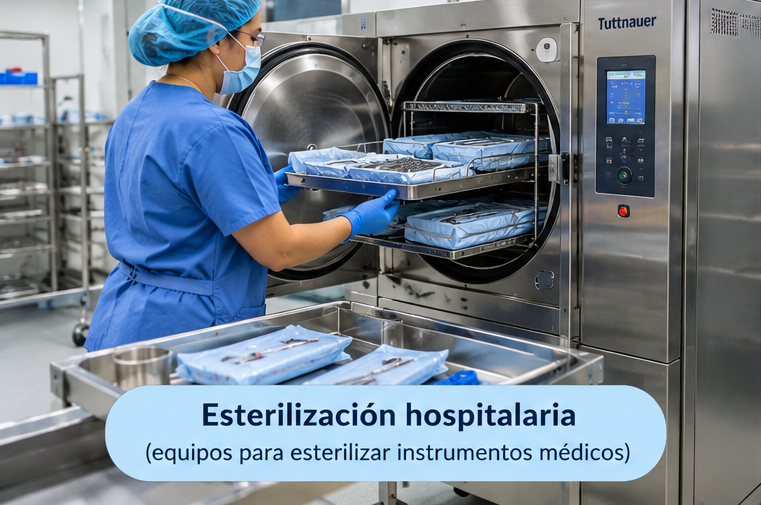 Tuttnauer
Esterilización hospitalaria
(equipos para esterilizar instrumentos médicos)